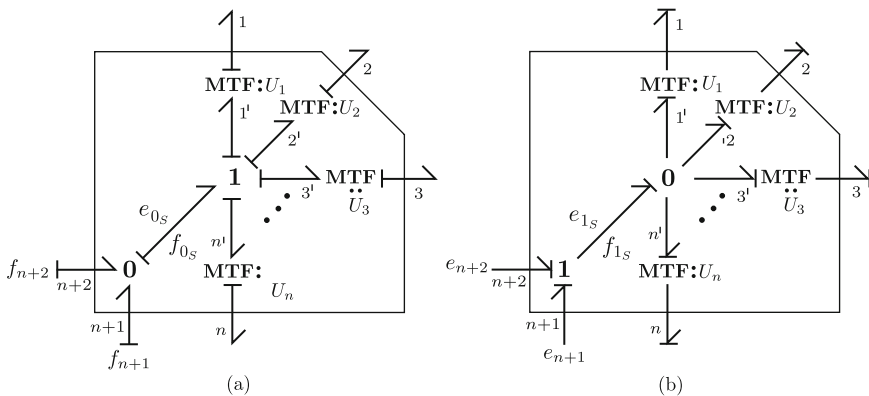 1
1
MTF:U₁
MTF:U₁
2
2
MTF:U₂
MTF:U₂
1'
1'
2'
'2
1
MTF
3
0
MTF
3
3'
3'
U₃
U₃
e₀S
e₁S
f₀S
f₁S
n'
n'
fₙ₊₂
0
MTF:
eₙ₊₂
1
MTF:Uₙ
n+2
n+2
Uₙ
n+1
n
n+1
n
fₙ₊₁
eₙ₊₁
(a)
(b)